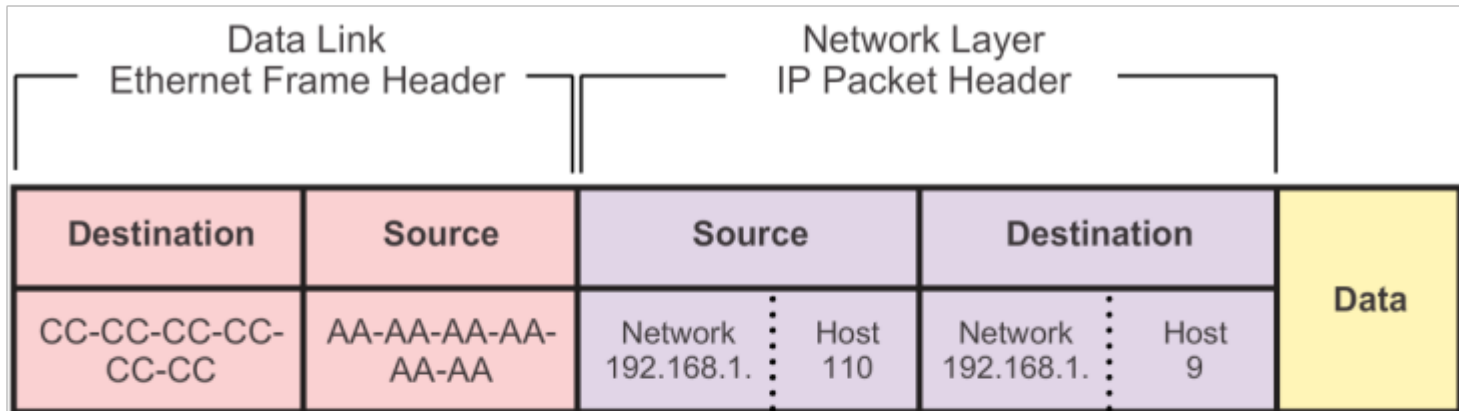 Data Link
Ethernet Frame Header
Network Layer
IP Packet Header
Destination
Source
Source
Destination
Data
CC-CC-CC-CC-
CC-CC
AA-AA-AA-AA-
AA-AA
Network
192.168.1.
Host
110
Network
192.168.1.
Host
9